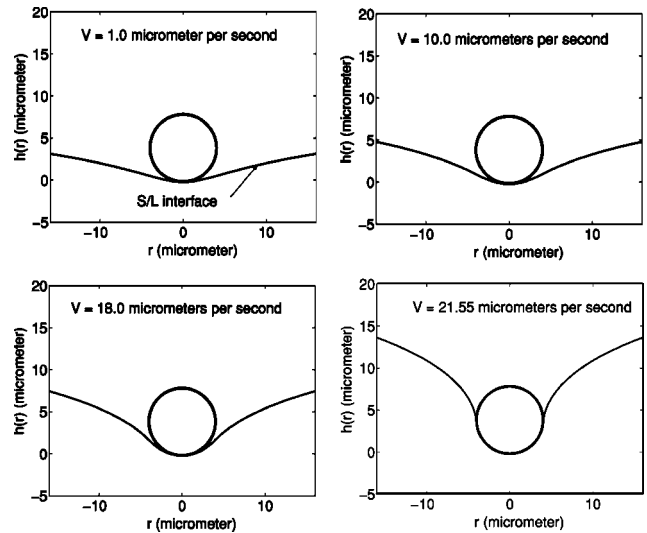 20
V = 1.0 micrometer per second
15
10
5
0
−5
h(r) (micrometer)
S/L interface
−10 0 10
r (micrometer)
20
V = 10.0 micrometers per second
15
10
5
0
−5
h(r) (micrometer)
−10 0 10
r (micrometer)
20
V = 18.0 micrometers per second
15
10
5
0
−5
h(r) (micrometer)
−10 0 10
r (micrometer)
20
V = 21.55 micrometers per second
15
10
5
0
−5
h(r) (micrometer)
−10 0 10
r (micrometer)